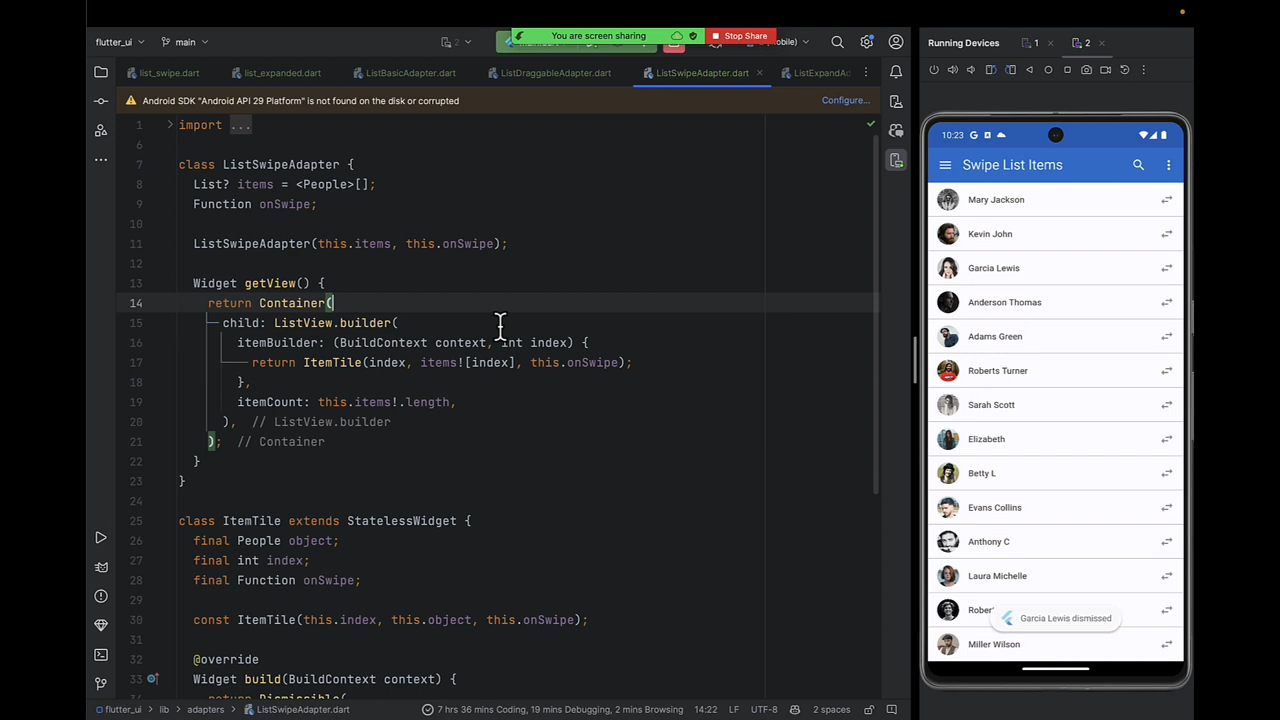 You are screen sharing
Stop Share
flutter_ui
main
2
Running Devices
1
2
list_swipe.dart
list_expanded.dart
ListBasicAdapter.dart
ListDraggableAdapter.dart
ListSwipeAdapter.dart
ListExpandAd
Android SDK "Android API 29 Platform" is not found on the disk or corrupted
Configure...
1 import ...
6
7 class ListSwipeAdapter {
8 List? items = <People>[];
9 Function onSwipe;
10
11 ListSwipeAdapter(this.items, this.onSwipe);
12
13 Widget getView() {
14 return Container(
15 child: ListView.builder(
16 itemBuilder: (BuildContext context, int index) {
17 return ItemTile(index, items![index], this.onSwipe);
18 },
19 itemCount: this.items!.length,
20 ), // ListView.builder
21 ); // Container
22 }
23 }
24
25 class ItemTile extends StatelessWidget {
26 final People object;
27 final int index;
28 final Function onSwipe;
29
30 const ItemTile(this.index, this.object, this.onSwipe);
31
32 @override
33 Widget build(BuildContext context) {
34 return Dismissible(
flutter_ui > lib > adapters > ListSwipeAdapter.dart
7 hrs 36 mins Coding, 19 mins Debugging, 2 mins Browsing
14:22
LF
UTF-8
2 spaces
10:23
Swipe List Items
Mary Jackson
Kevin John
Garcia Lewis
Anderson Thomas
Adams Green
Roberts Turner
Sarah Scott
Elizabeth
Betty L
Evans Collins
Anthony C
Laura Michelle
Rober
Garcia Lewis dismissed
Miller Wilson